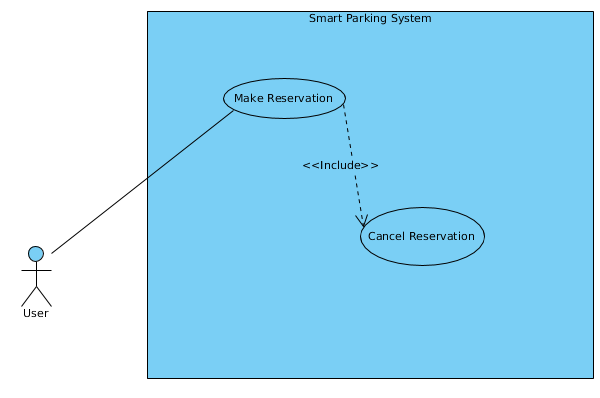 Smart Parking System
Make Reservation
<<Include>>
Cancel Reservation
User